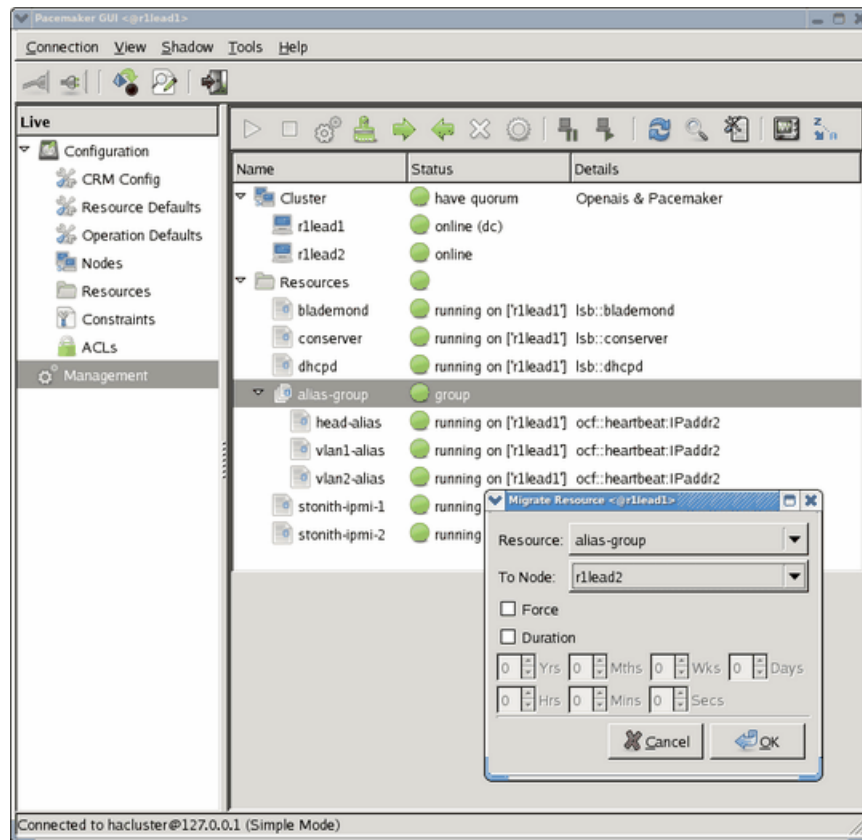 Pacemaker GUI <@r1lead1>
Connection View Shadow Tools Help
Live
Configuration
CRM Config
Resource Defaults
Operation Defaults
Nodes
Resources
Constraints
ACLs
Management
Name Status Details
Cluster have quorum Openais & Pacemaker
r1lead1 online (dc)
r1lead2 online
Resources
blademond running on ['r1lead1'] lsb::blademond
conserver running on ['r1lead1'] lsb::conserver
dhcpd running on ['r1lead1'] lsb::dhcpd
alias-group group
head-alias running on ['r1lead1'] ocf::heartbeat:IPaddr2
vlan1-alias running on ['r1lead1'] ocf::heartbeat:IPaddr2
vlan2-alias running on ['r1lead1'] ocf::heartbeat:IPaddr2
stonith-ipmi-1 running
stonith-ipmi-2 running
Migrate Resource <@r1lead1>
Resource: alias-group
To Node: r1lead2
Force
Duration
0 Yrs 0 Mths 0 Wks 0 Days
0 Hrs 0 Mins 0 Secs
Cancel OK
Connected to hacluster@127.0.0.1 (Simple Mode)